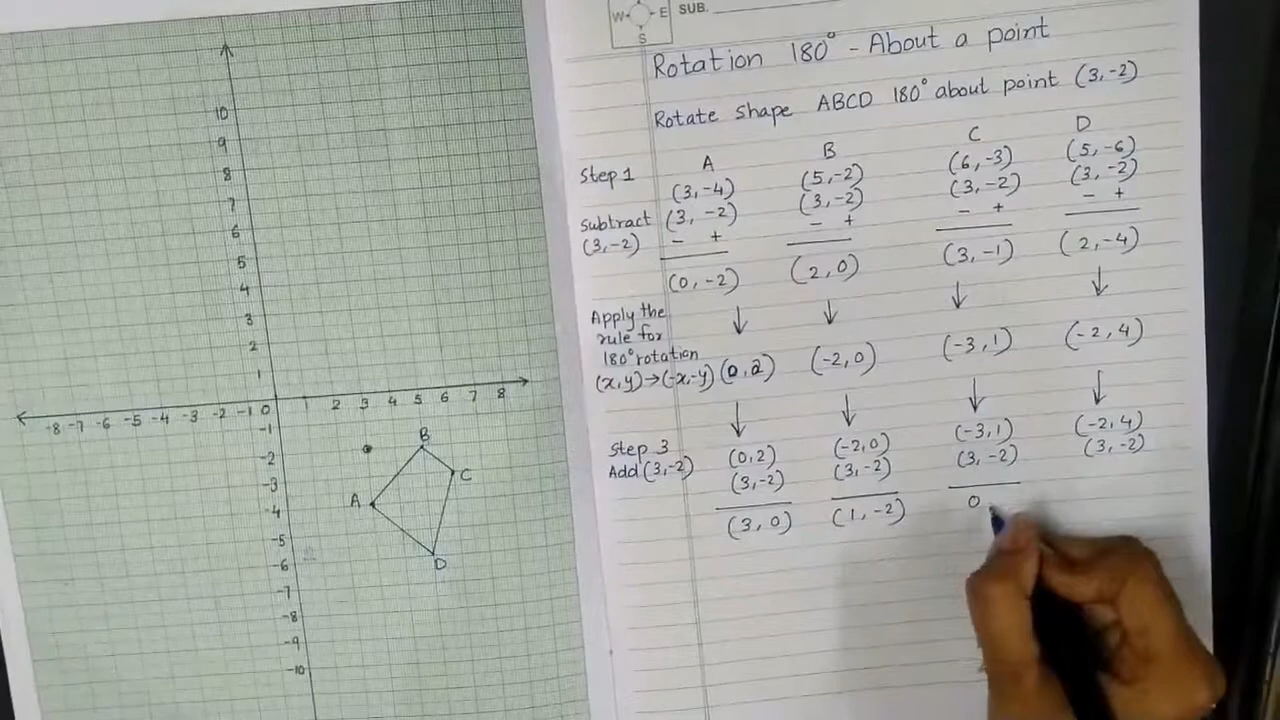 W E SUB.
S
Rotation 180° - About a point
Rotate shape ABCD 180° about point (3,-2)
A B C D
Step 1 (3,-4) (5,-2) (6,-3) (5,-6)
Subtract (3,-2) (3,-2) (3,-2) (3,-2)
(3,-2) - + - + - + - +
(0,-2) (2,0) (3,-1) (2,-4)
Apply the ↓ ↓ ↓ ↓
rule for
180° rotation
(x,y)→(-x,-y) (0,2) (-2,0) (-3,1) (-2,4)
↓ ↓ ↓ ↓
Step 3 (0,2) (-2,0) (-3,1) (-2,4)
Add (3,-2) (3,-2) (3,-2) (3,-2) (3,-2)
(3,0) (1,-2) 0
10
9
8
7
6
5
4
3
2
1
-8 -7 -6 -5 -4 -3 -2 -1 0 2 3 4 5 6 7 8
-1
-2
-3
-4
-5
-6
-7
-8
-9
-10
B
C
A
D